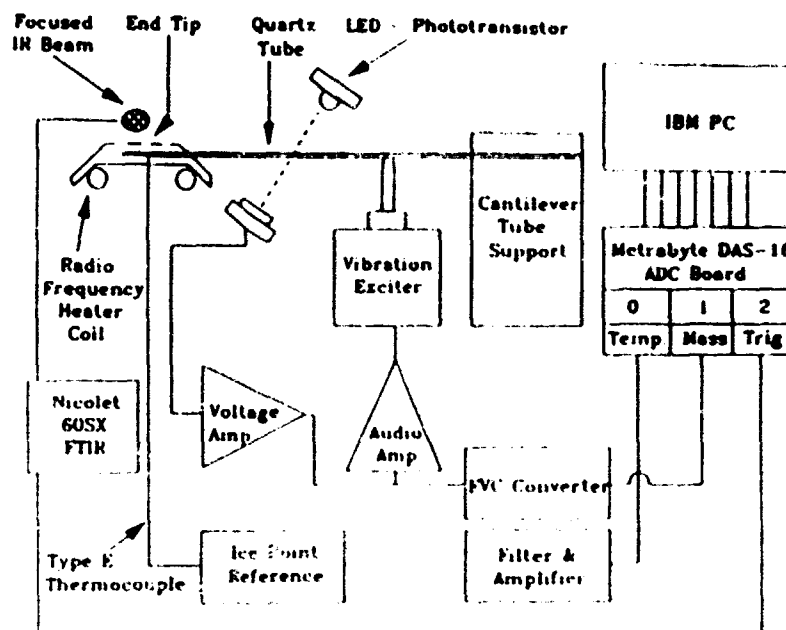 Focused
IR Beam
End Tip
Quartz
Tube
LED - Phototransistor
IBM PC
Cantilever
Tube
Support
Metrabyte DAS-16
ADC Board
0 1 2
Temp Mass Trig
Vibration
Exciter
Radio
Frequency
Heater
Coil
Nicolet
60SX
FTIR
Voltage
Amp
Audio
Amp
FVC Converter
Type E
Thermocouple
Ice Point
Reference
Filter &
Amplifier